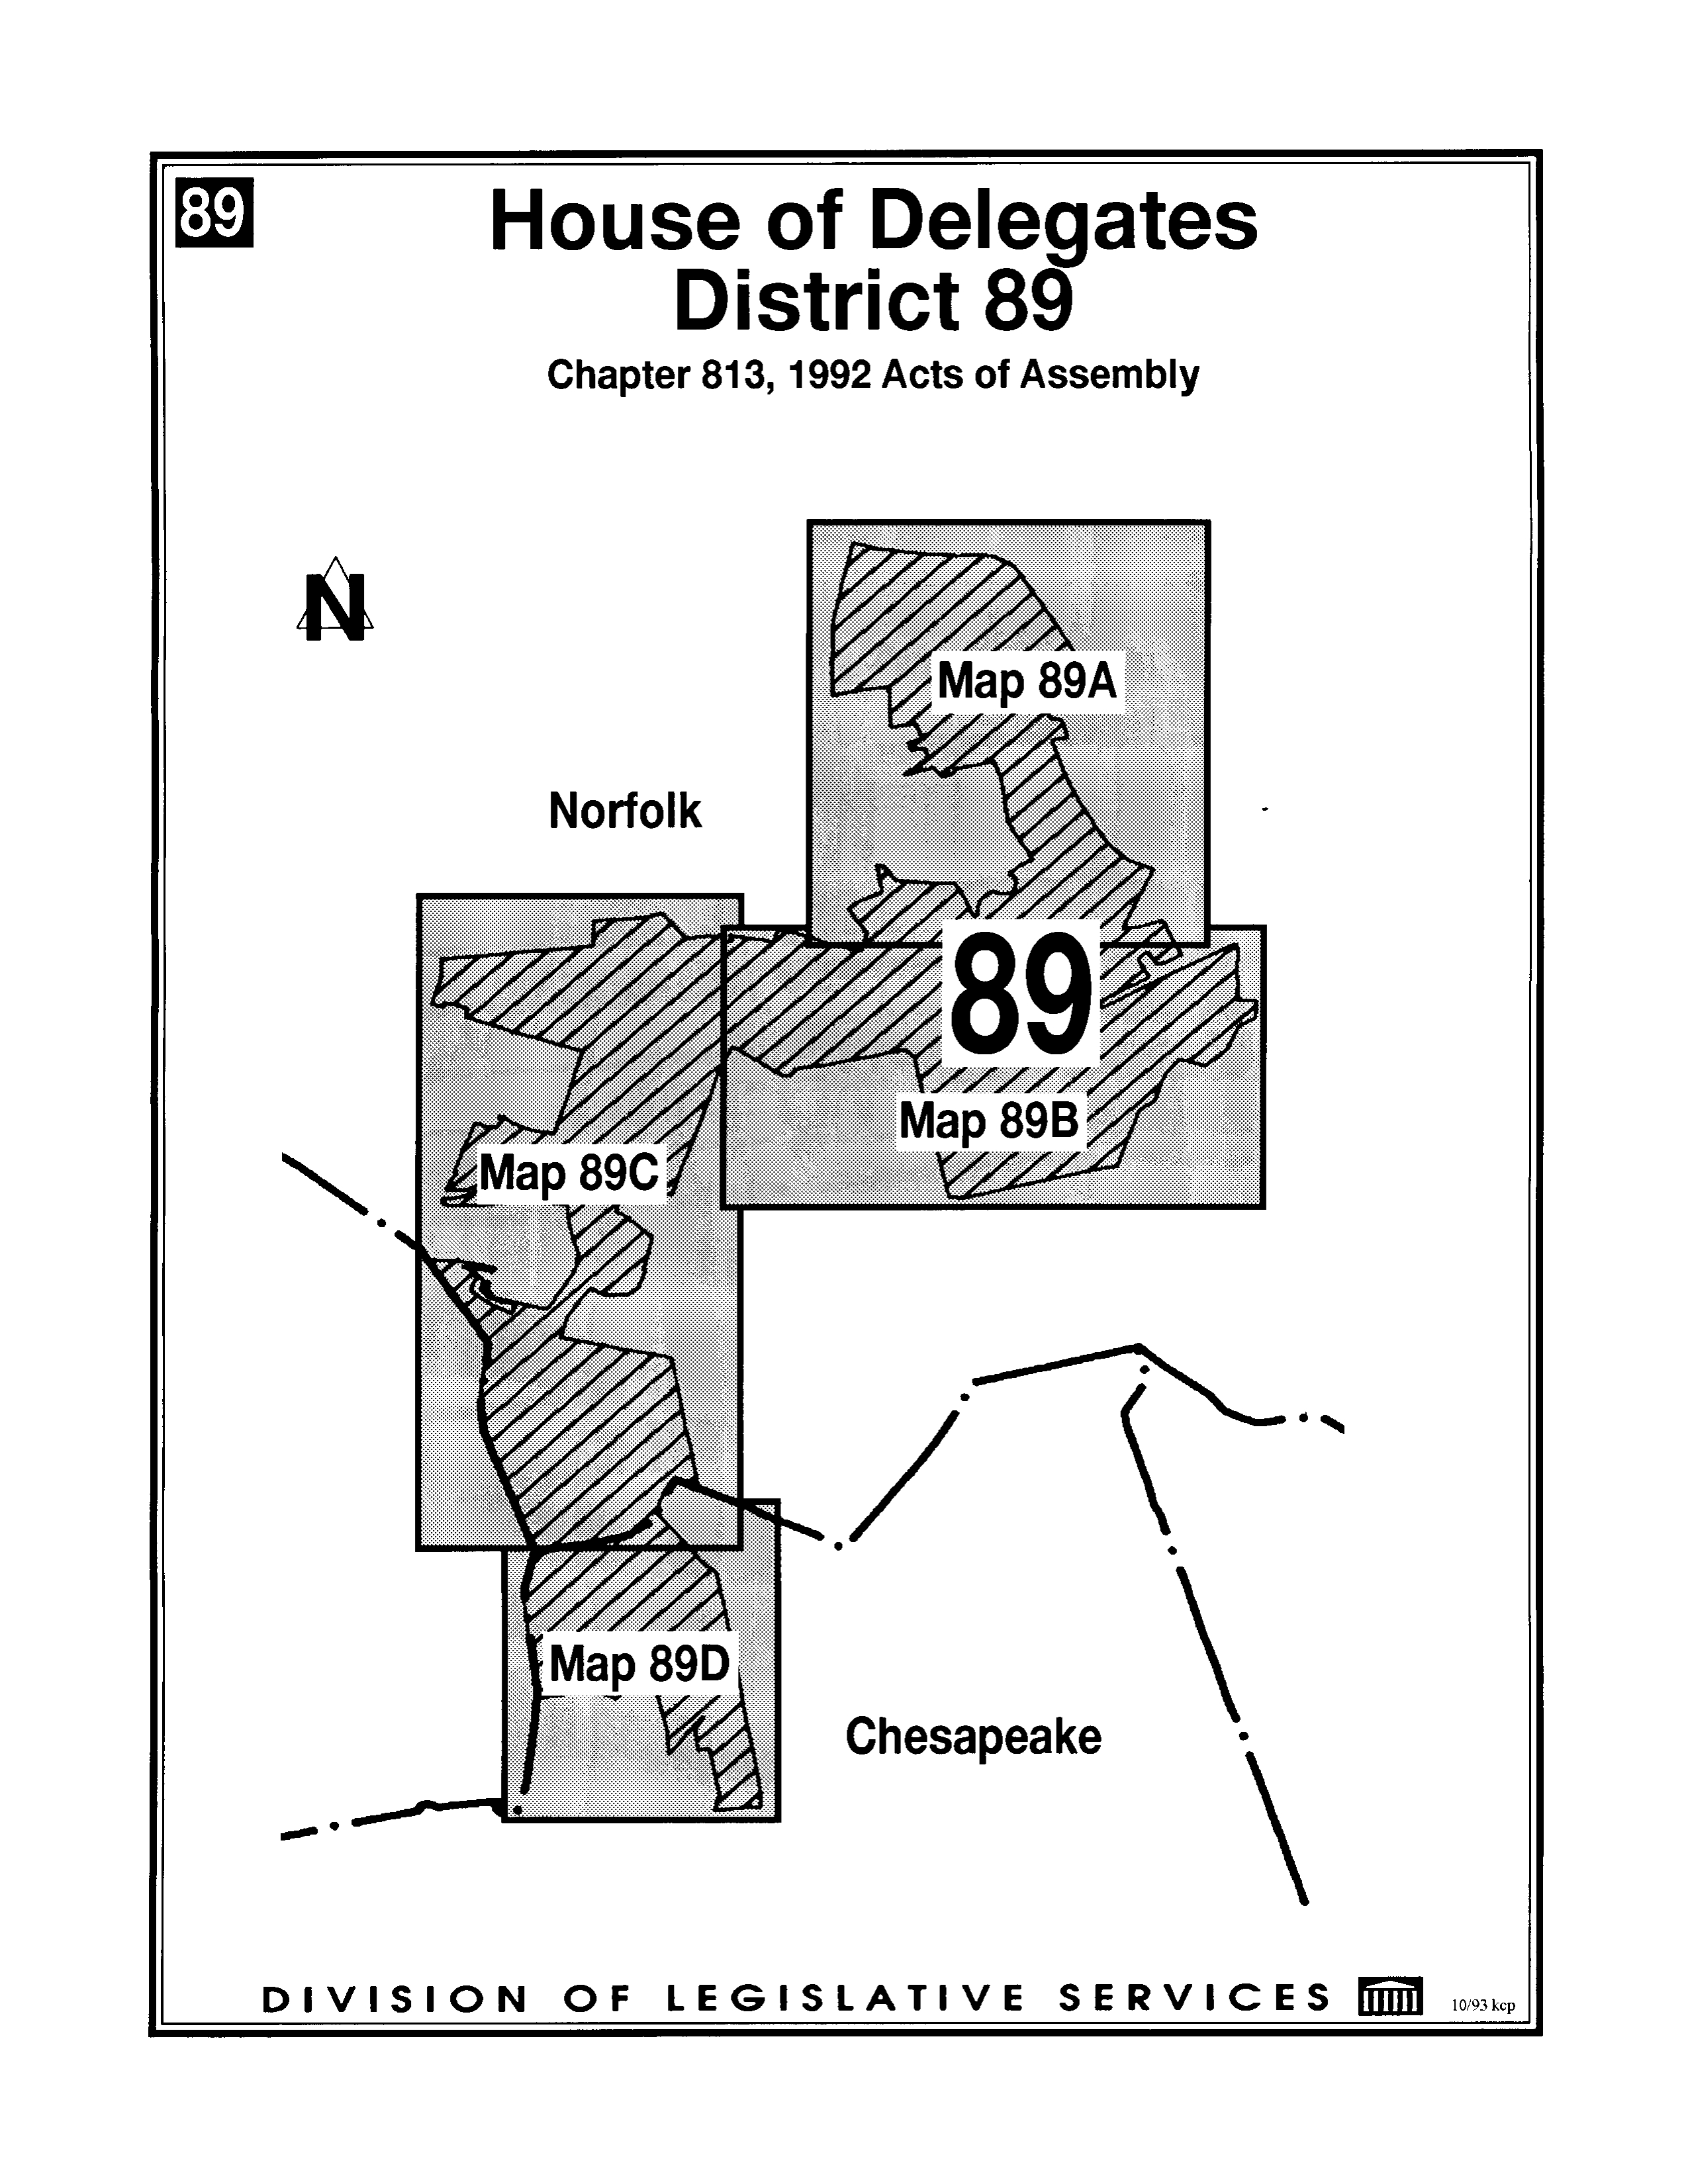 89
House of Delegates
District 89
Chapter 813, 1992 Acts of Assembly
N
Map 89A
Norfolk
89
Map 89B
Map 89C
Map 89D
Chesapeake
DIVISION OF LEGISLATIVE SERVICES
10/93 kcp